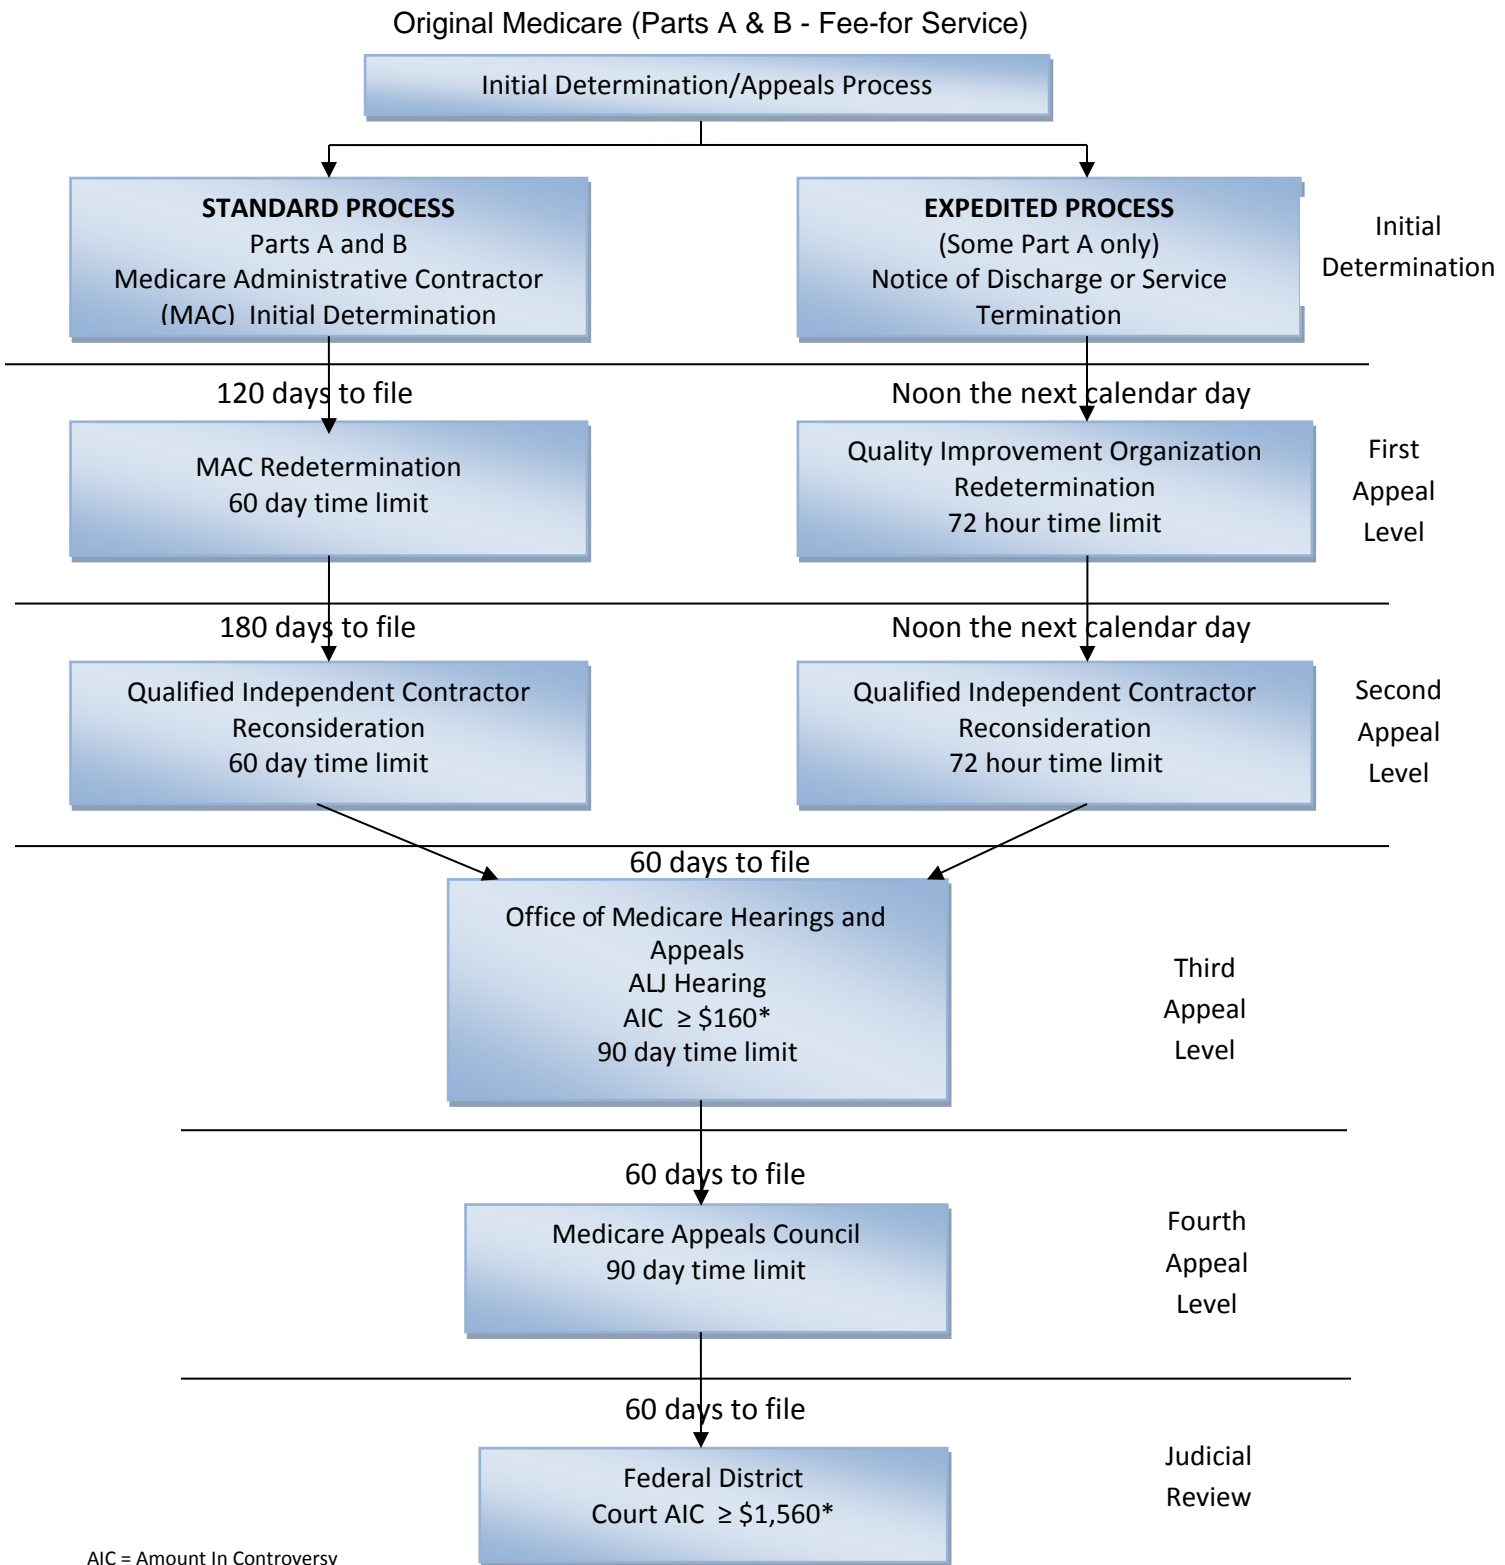 Original Medicare (Parts A & B - Fee-for Service)
Initial Determination/Appeals Process
STANDARD PROCESS
Parts A and B
Medicare Administrative Contractor
(MAC) Initial Determination
EXPEDITED PROCESS
(Some Part A only)
Notice of Discharge or Service
Termination
Initial
Determination
120 days to file
Noon the next calendar day
MAC Redetermination
60 day time limit
Quality Improvement Organization
Redetermination
72 hour time limit
First
Appeal
Level
180 days to file
Noon the next calendar day
Qualified Independent Contractor
Reconsideration
60 day time limit
Qualified Independent Contractor
Reconsideration
72 hour time limit
Second
Appeal
Level
60 days to file
Office of Medicare Hearings and
Appeals
ALJ Hearing
AIC ≥ $160*
90 day time limit
Third
Appeal
Level
60 days to file
Medicare Appeals Council
90 day time limit
Fourth
Appeal
Level
60 days to file
Federal District
Court AIC ≥ $1,560*
Judicial
Review
AIC = Amount In Controversy